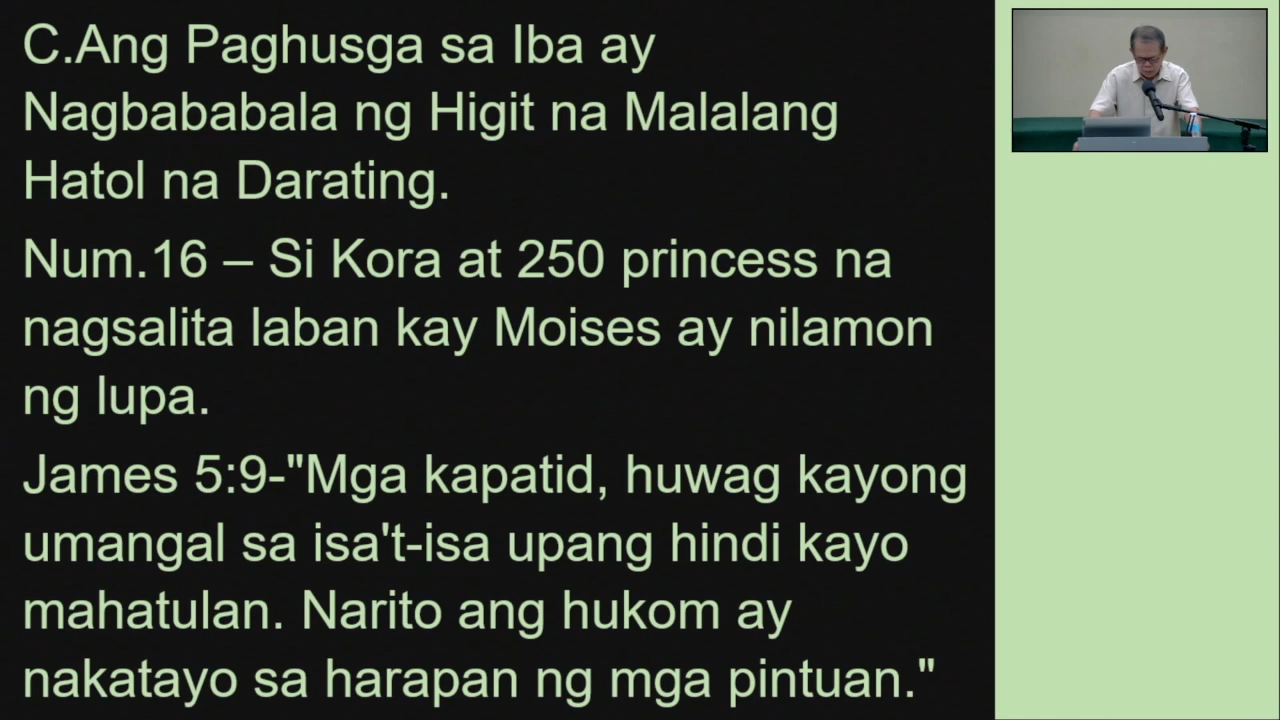 C.Ang Paghusga sa Iba ay
Nagbababala ng Higit na Malalang
Hatol na Darating.
Num.16 – Si Kora at 250 princess na
nagsalita laban kay Moises ay nilamon
ng lupa.
James 5:9-"Mga kapatid, huwag kayong
umangal sa isa't-isa upang hindi kayo
mahatulan. Narito ang hukom ay
nakatayo sa harapan ng mga pintuan."